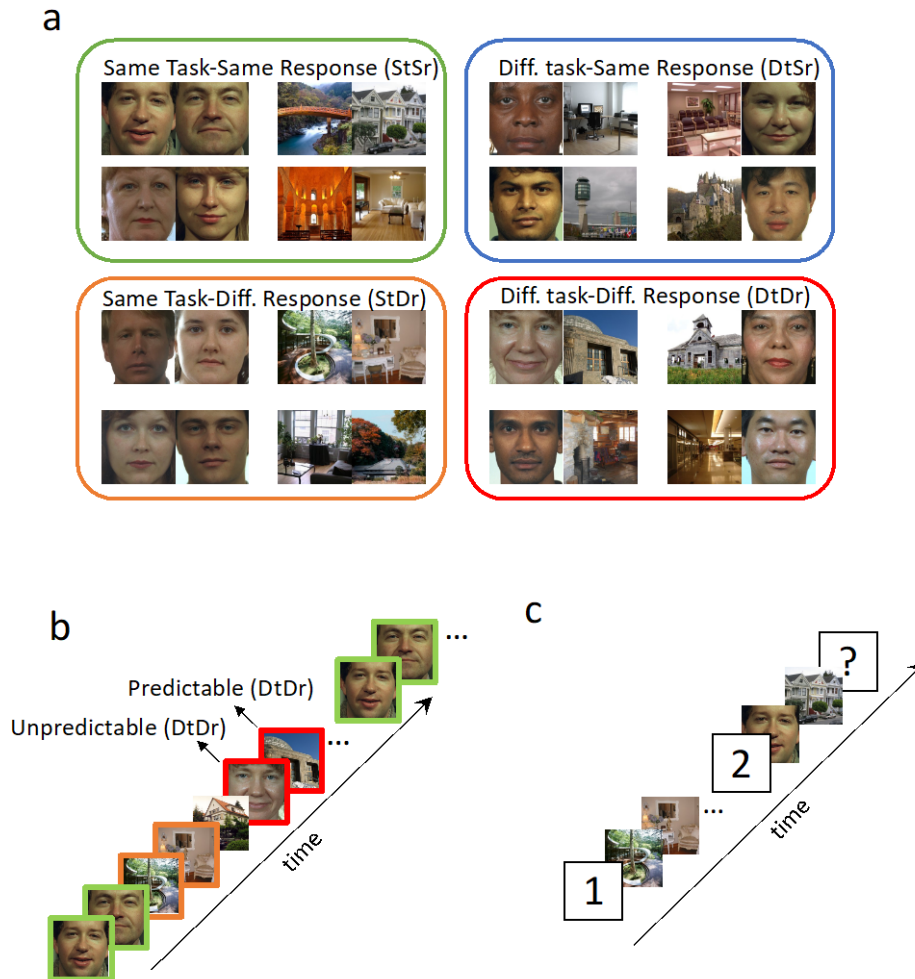 a
Same Task-Same Response (StSr)
Diff. task-Same Response (DtSr)
Same Task-Diff. Response (StDr)
Diff. task-Diff. Response (DtDr)
b
Predictable (DtDr)
Unpredictable (DtDr)
...
...
time
c
1
...
2
?
time